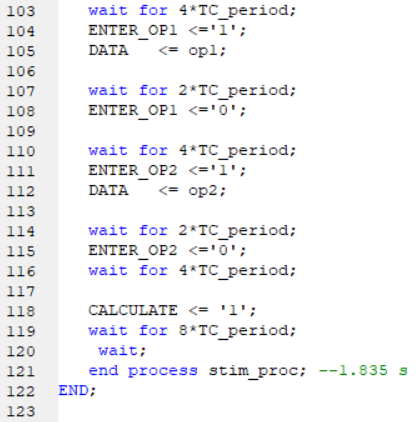 103 wait for 4*TC_period;
104 ENTER_OP1 <='1';
105 DATA <= op1;
106
107 wait for 2*TC_period;
108 ENTER_OP1 <='0';
109
110 wait for 4*TC_period;
111 ENTER_OP2 <='1';
112 DATA <= op2;
113
114 wait for 2*TC_period;
115 ENTER_OP2 <='0';
116 wait for 4*TC_period;
117
118 CALCULATE <= '1';
119 wait for 8*TC_period;
120 wait;
121 end process stim_proc; --1.835 s
122 END;
123